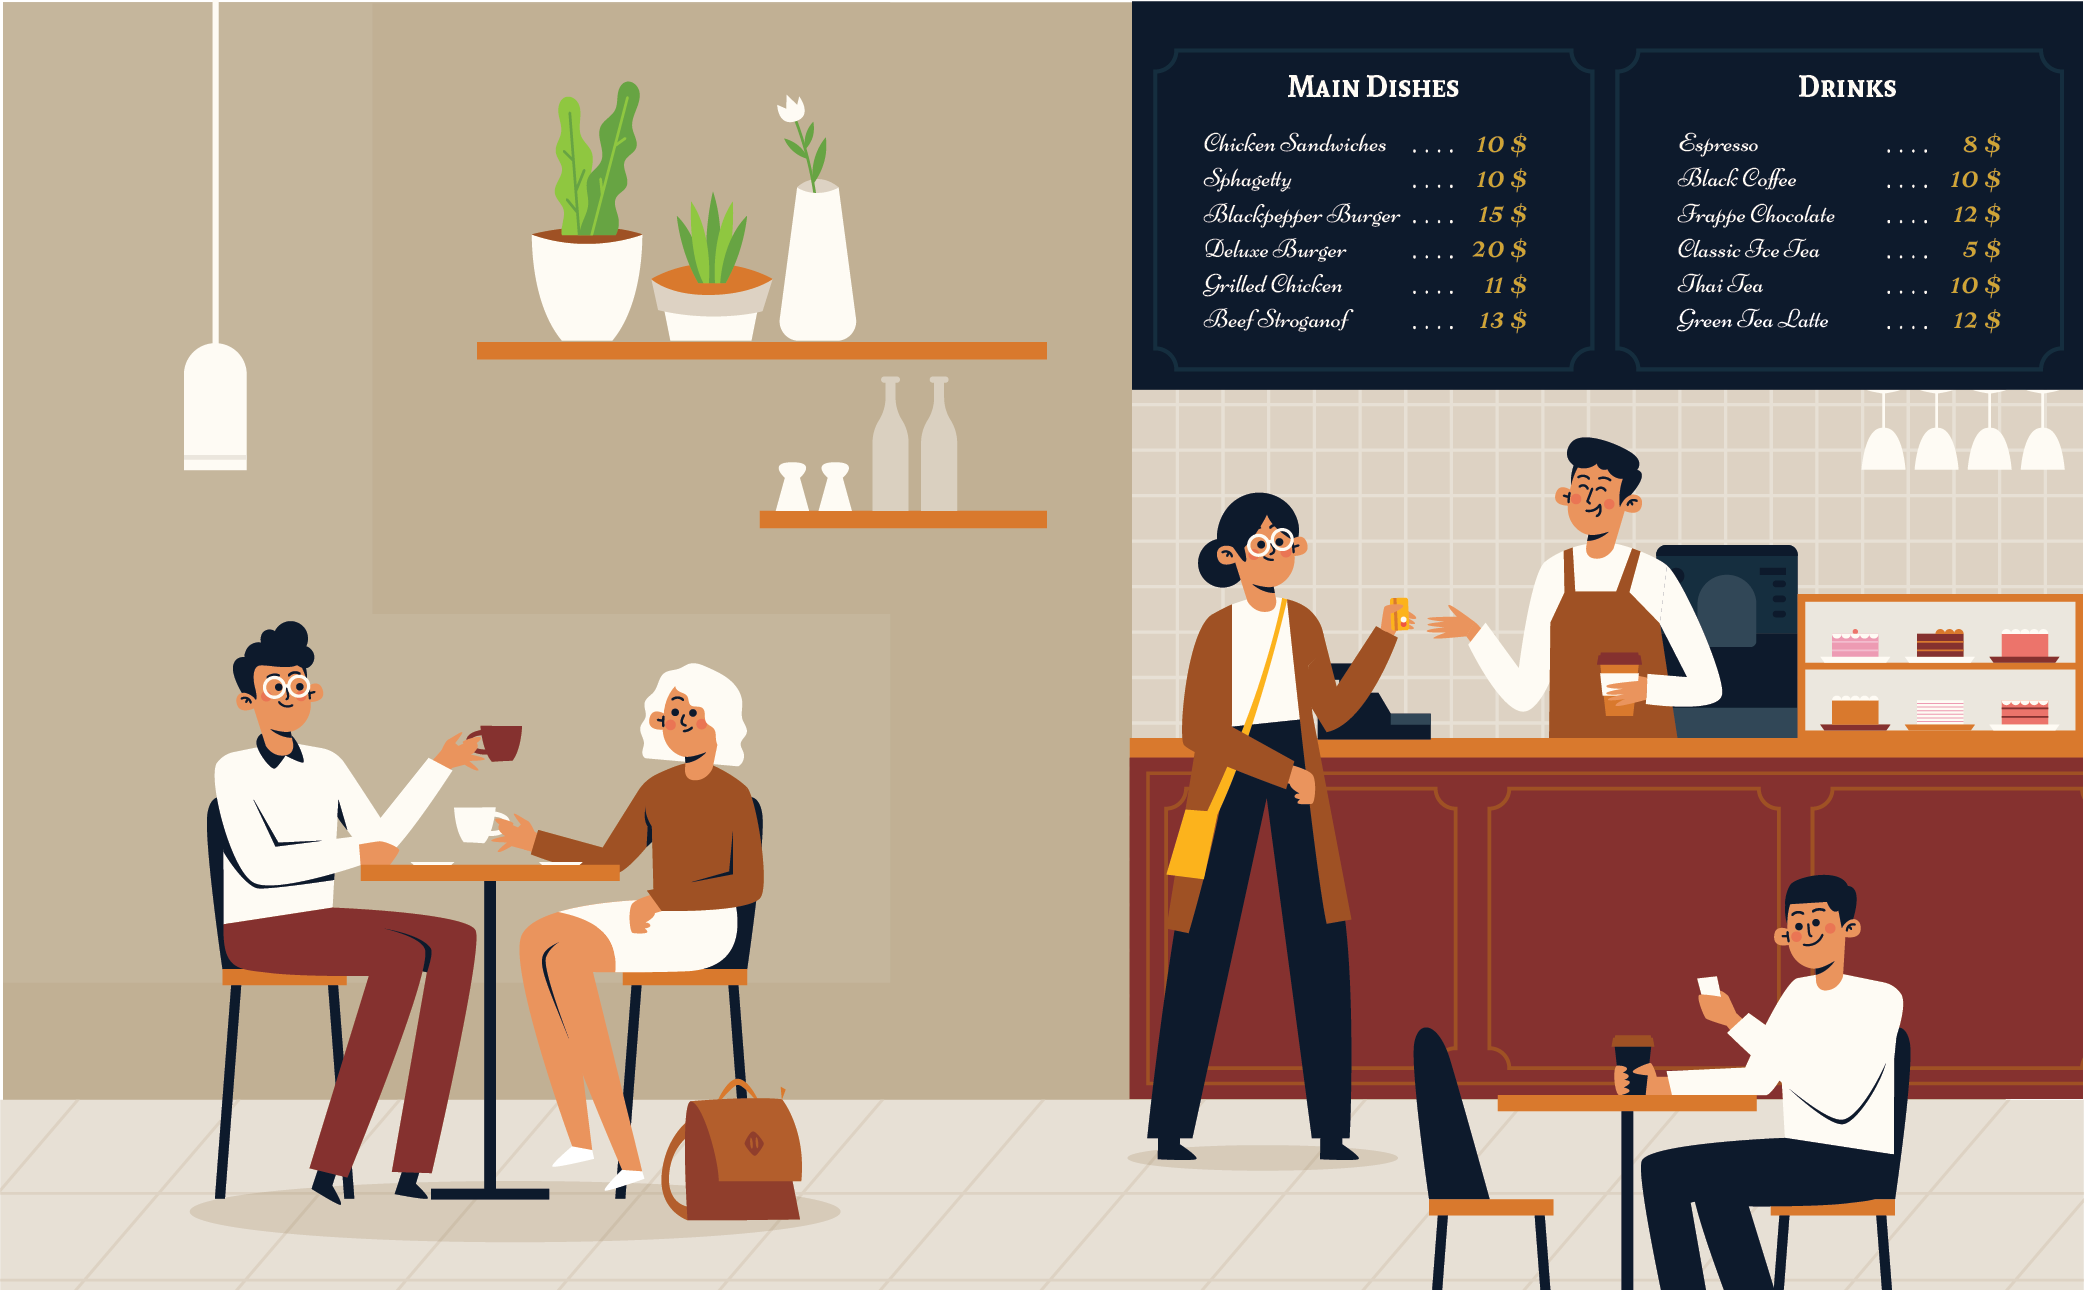 Main Dishes
Chicken Sandwiches .... 10 $
Sphagetty .... 10 $
Blackpepper Burger .... 15 $
Deluxe Burger .... 20 $
Grilled Chicken .... 11 $
Beef Stroganof .... 13 $
Drinks
Espresso .... 8 $
Black Coffee .... 10 $
Frappe Chocolate .... 12 $
Classic Ice Tea .... 5 $
Thai Tea .... 10 $
Green Tea Latte .... 12 $